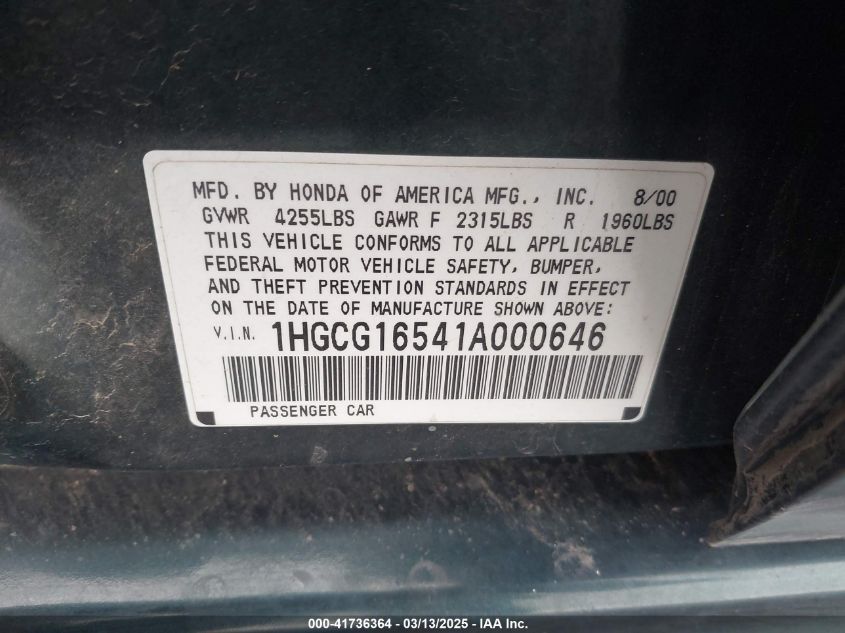 MFD. BY HONDA OF AMERICA MFG., INC. 8/00
GVWR 4255LBS GAWR F 2315LBS R 1960LBS
THIS VEHICLE CONFORMS TO ALL APPLICABLE
FEDERAL MOTOR VEHICLE SAFETY, BUMPER,
AND THEFT PREVENTION STANDARDS IN EFFECT
ON THE DATE OF MANUFACTURE SHOWN ABOVE:
V.I.N. 1HGCG16541A000646
PASSENGER CAR
000-41736364 - 03/13/2025 - IAA Inc.